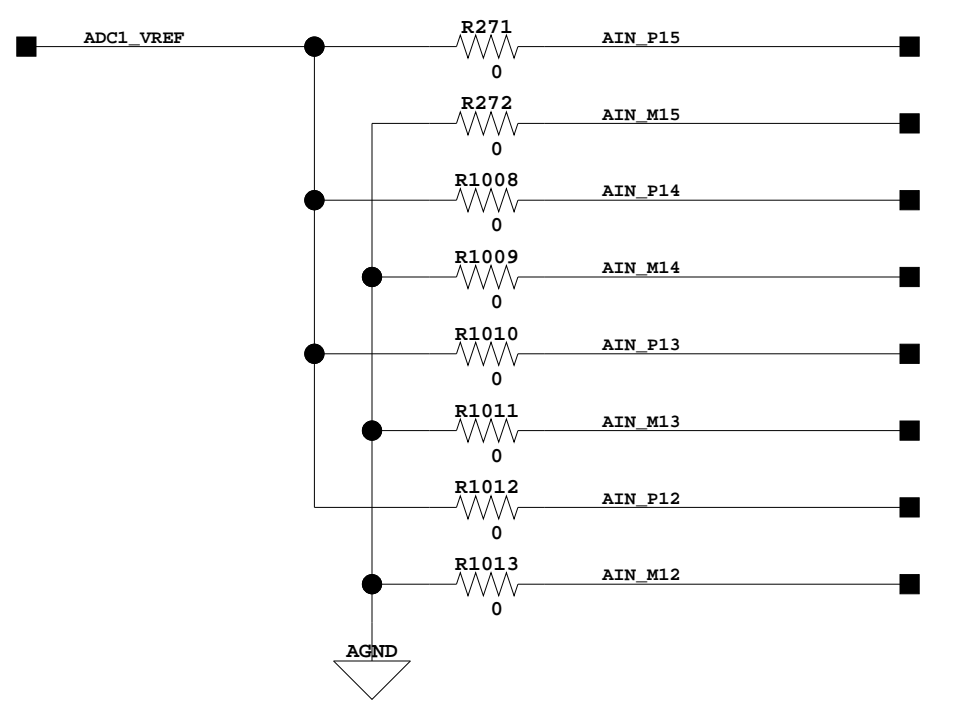 R271
ADC1_VREF AIN_P15
0
R272
AIN_M15
0
R1008
AIN_P14
0
R1009
AIN_M14
0
R1010
AIN_P13
0
R1011
AIN_M13
0
R1012
AIN_P12
0
R1013
AIN_M12
0
AGND